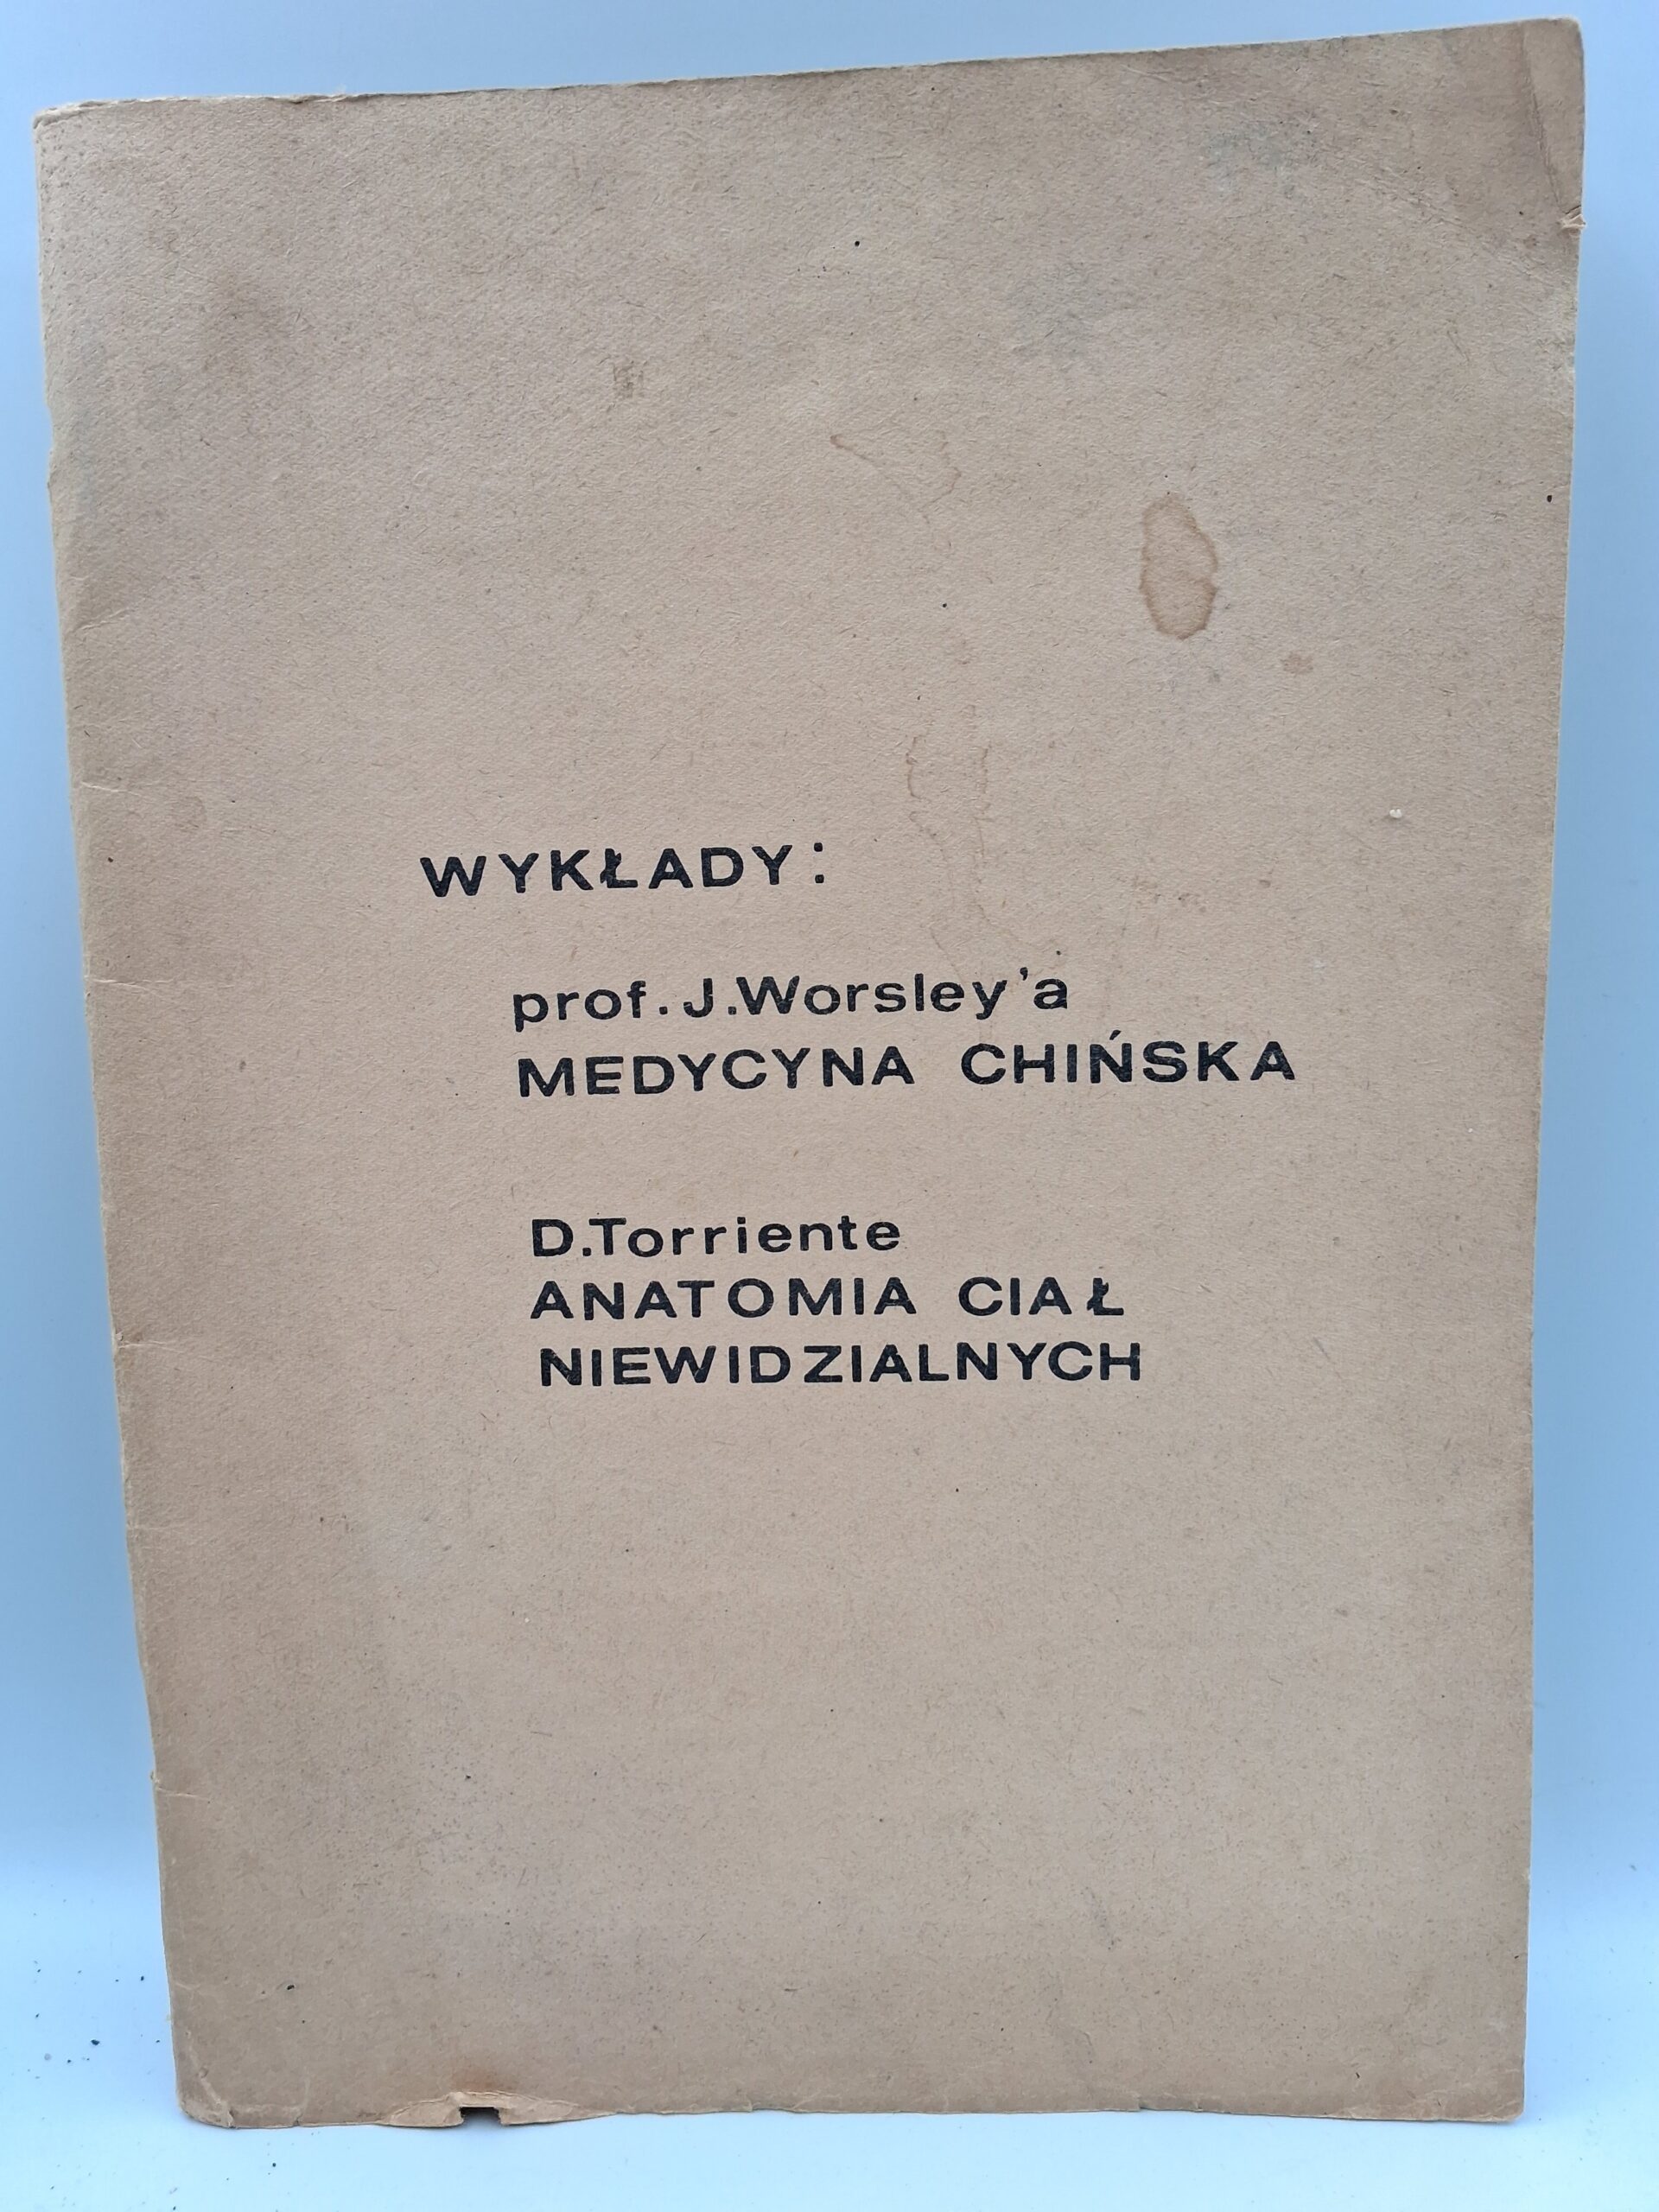 WYKŁADY:
prof. J.Worsley'a
MEDYCYNA CHIŃSKA
D.Torriente
ANATOMIA CIAŁ
NIEWIDZIALNYCH